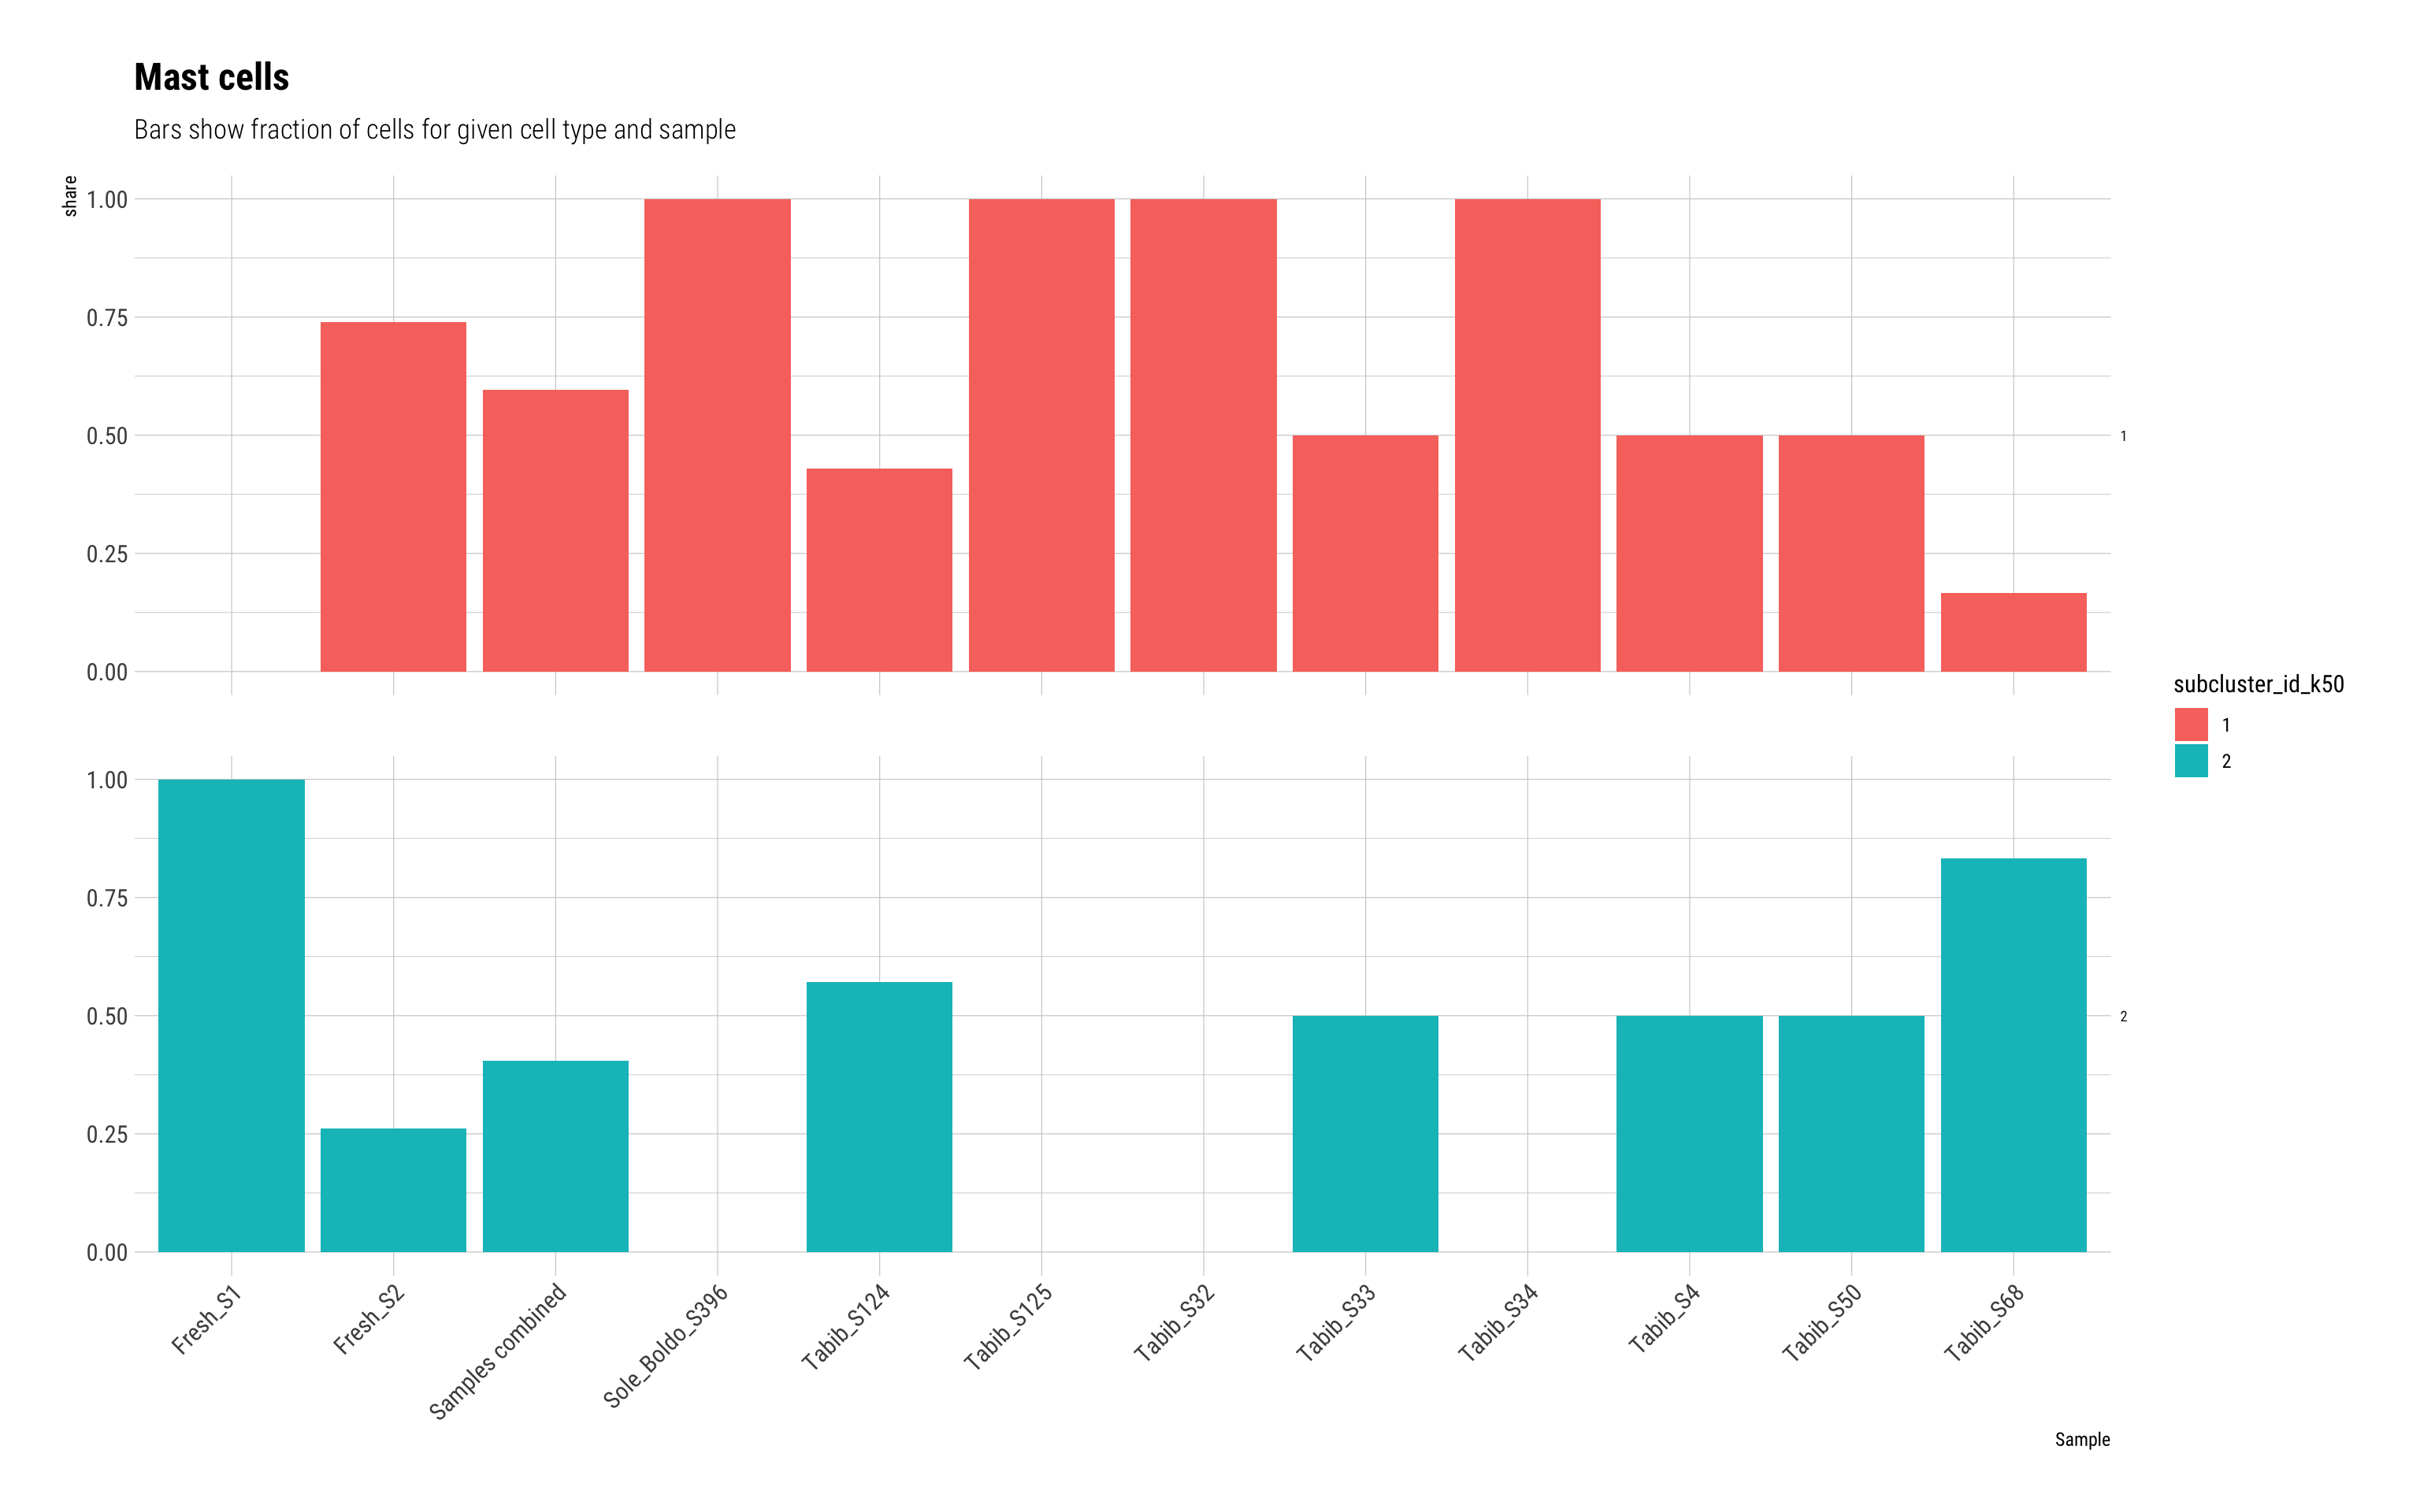 Mast cells
Bars show fraction of cells for given cell type and sample
share
1.00
0.75
0.50
0.25
0.00
1
1.00
0.75
0.50
0.25
0.00
2
Fresh_S1
Fresh_S2
Samples combined
Sole_Boldo_S396
Tabib_S124
Tabib_S125
Tabib_S32
Tabib_S33
Tabib_S34
Tabib_S4
Tabib_S50
Tabib_S68
Sample
subcluster_id_k50
1
2